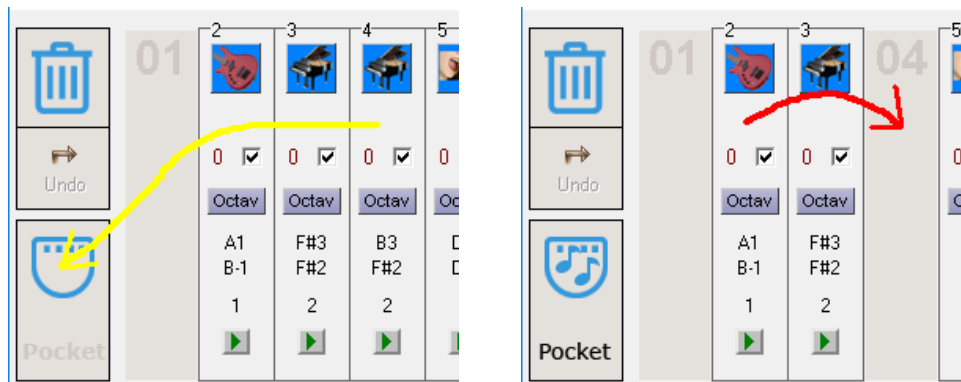 2 3 4 5
01
0 0 0 0
Undo
Octav Octav Octav Oc
A1 F#3 B3
B-1 F#2 F#2
1 2 2
Pocket
2 3 5
01 04
0 0 0
Undo
Octav Octav
A1 F#3
B-1 F#2
1 2
Pocket